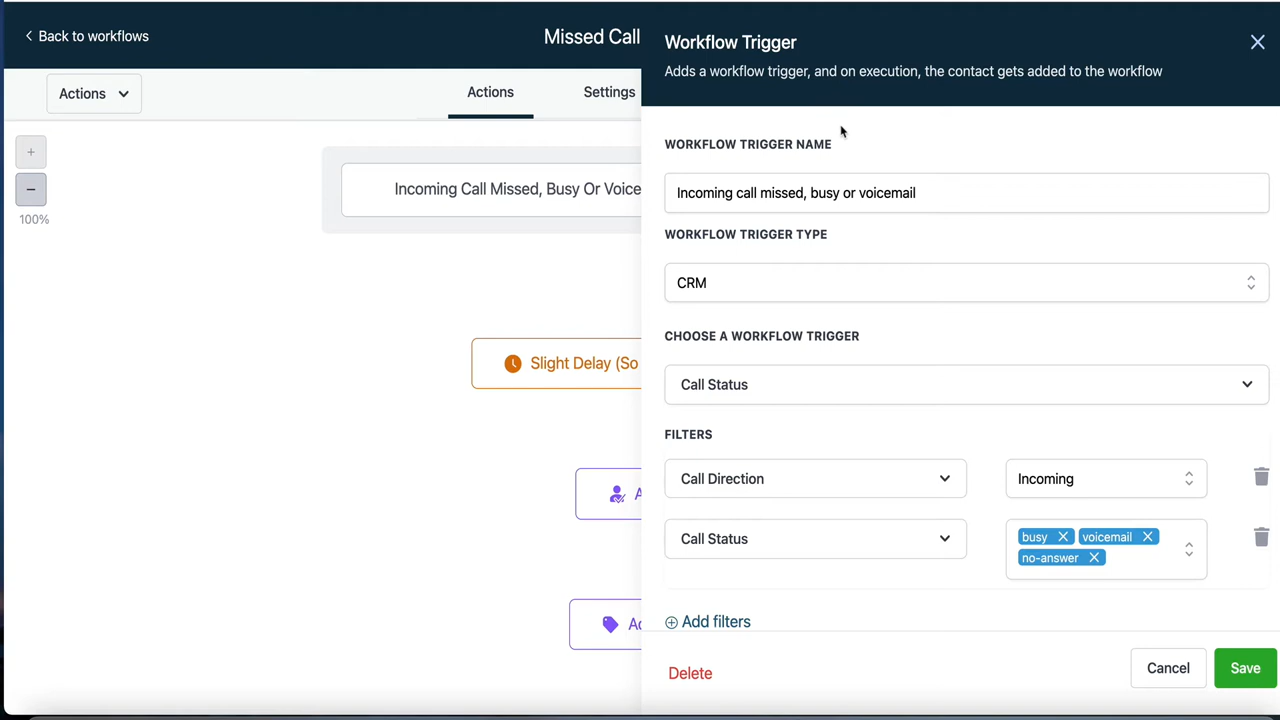 Back to workflows
Missed Call
Actions
Actions
Settings
100%
Incoming Call Missed, Busy Or Voice
Slight Delay (So
Workflow Trigger
Adds a workflow trigger, and on execution, the contact gets added to the workflow
WORKFLOW TRIGGER NAME
Incoming call missed, busy or voicemail
WORKFLOW TRIGGER TYPE
CRM
CHOOSE A WORKFLOW TRIGGER
Call Status
FILTERS
Call Direction
Incoming
Call Status
busy voicemail
no-answer
Add filters
Delete
Cancel
Save